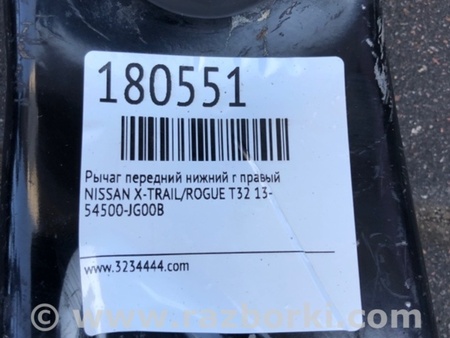 180551
Рычаг передний нижний г правый
NISSAN X-TRAIL/ROGUE T32 13-
54500-JG00B
www.3234444.com
© www.razborki.com